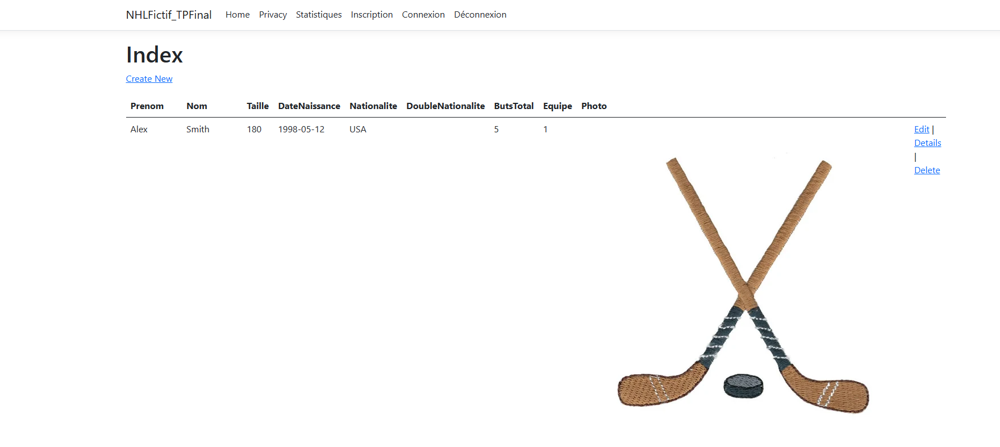 NHLFictif_TPFinal Home Privacy Statistiques Inscription Connexion Déconnexion
Index
Create New
Prenom Nom Taille DateNaissance Nationalite DoubleNationalite ButsTotal Equipe Photo
Alex Smith 180 1998-05-12 USA 5 1 Edit |
Details
|
Delete